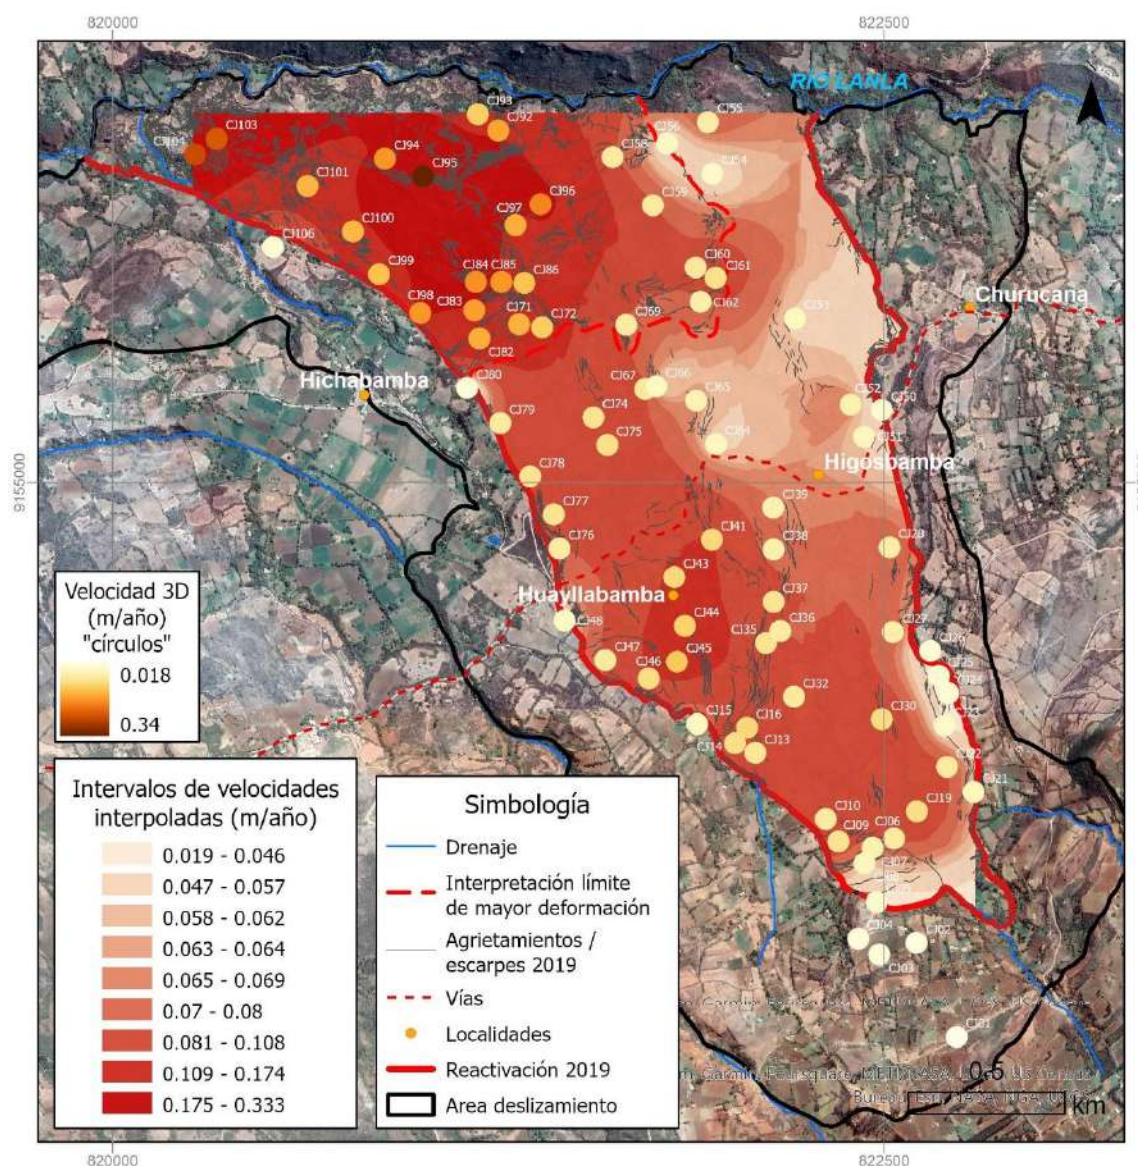 820000
822500
RÍO LANLA
CJ93
CJ92
CJ55
CJ103
CJ56
CJ104
CJ94
CJ58
CJ95
CJ54
CJ101
CJ96
CJ59
CJ97
CJ100
CJ106
CJ60
CJ61
CJ99
CJ84
CJ85
CJ86
CJ62
Churucana
CJ98
CJ83
CJ71
CJ72
CJ69
CJ53
CJ82
Hichabamba
CJ80
CJ67
CJ66
CJ65
CJ52
CJ50
CJ79
CJ74
CJ51
CJ75
CJ64
Higosbamba
9155000
CJ78
CJ39
CJ77
CJ41
CJ76
CJ38
CJ28
CJ43
Huayllabamba
CJ37
CJ48
CJ44
CJ36
CJ35
CJ27
CJ26
CJ47
CJ45
CJ25
CJ46
CJ24
CJ32
CJ23
CJ15
CJ16
CJ30
CJ14
CJ13
CJ21
CJ19
CJ10
CJ09
CJ06
CJ07
CJ04
CJ02
CJ03
CJ01
Velocidad 3D
(m/año)
"círculos"
0.018
0.34
Intervalos de velocidades
interpoladas (m/año)
0.019 - 0.046
0.047 - 0.057
0.058 - 0.062
0.063 - 0.064
0.065 - 0.069
0.07 - 0.08
0.081 - 0.108
0.109 - 0.174
0.175 - 0.333
Simbología
Drenaje
Interpretación límite
de mayor deformación
Agrietamientos /
escarpes 2019
Vías
Localidades
Reactivación 2019
Area deslizamiento
0.5
km
820000
822500